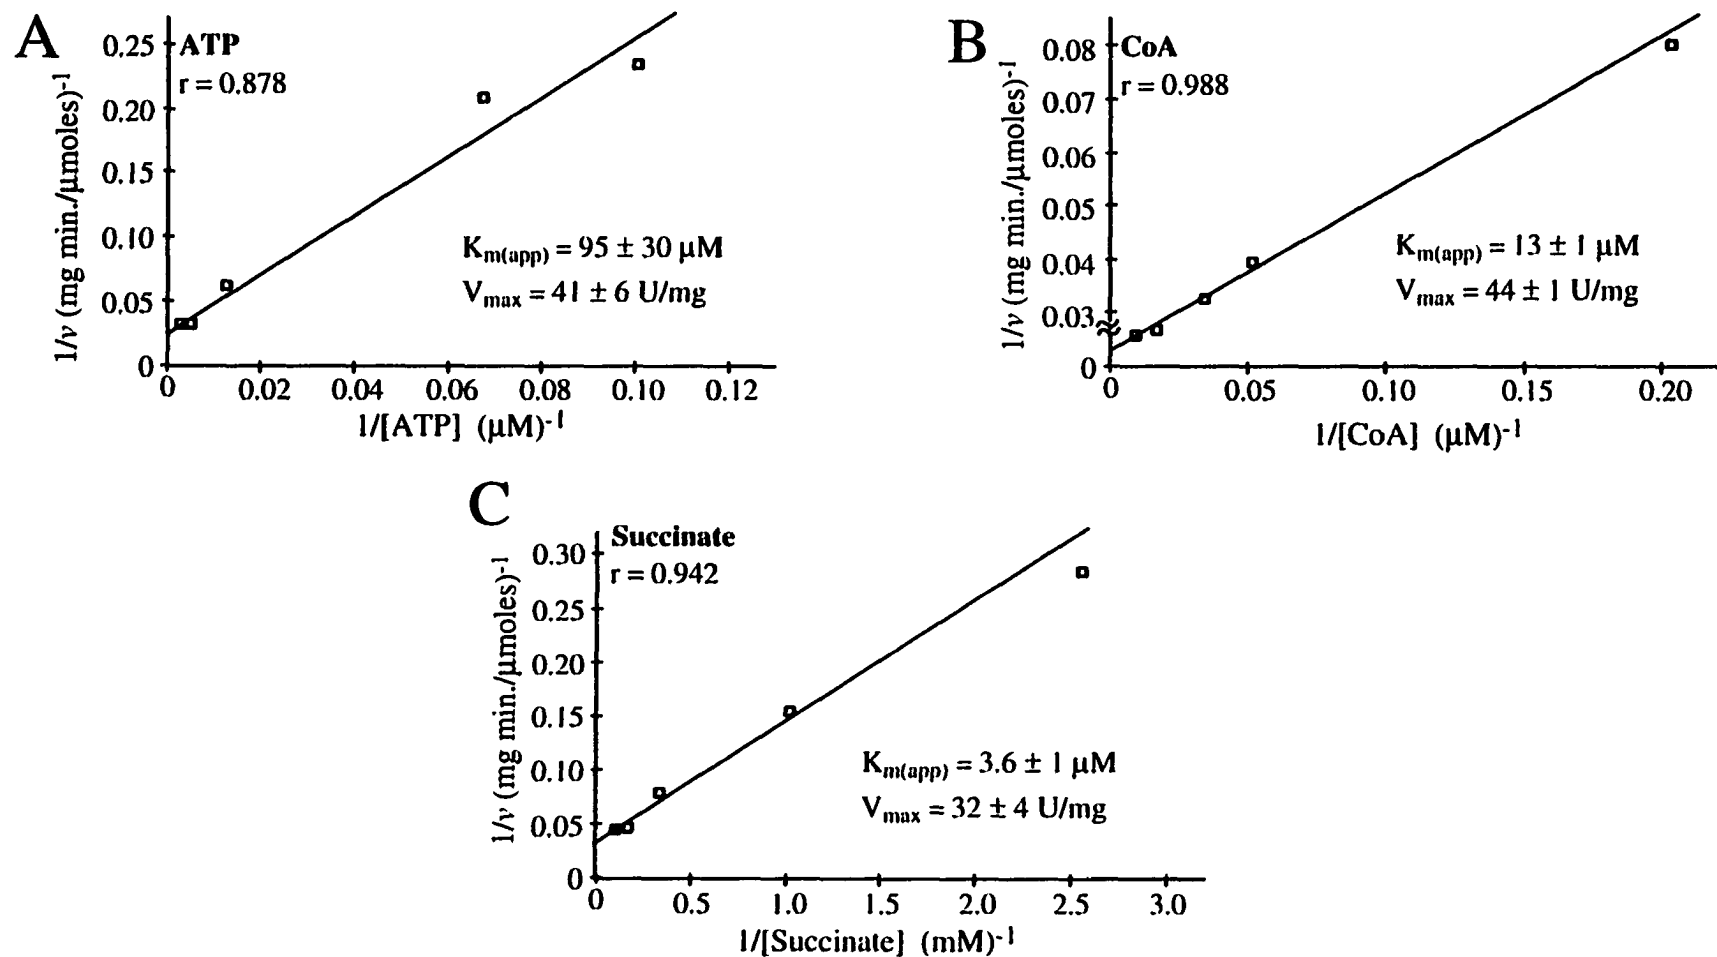 A
ATP
r = 0.878
1/v (mg min./μmoles)-1
0.25
0.20
0.15
0.10
0.05
0
Km(app) = 95 ± 30 μM
Vmax = 41 ± 6 U/mg
0 0.02 0.04 0.06 0.08 0.10 0.12
1/[ATP] (μM)-1
B
CoA
r = 0.988
1/v (mg min./μmoles)-1
0.08
0.07
0.06
0.05
0.04
0.03
0
Km(app) = 13 ± 1 μM
Vmax = 44 ± 1 U/mg
0 0.05 0.10 0.15 0.20
1/[CoA] (μM)-1
C
Succinate
r = 0.942
1/v (mg min./μmoles)-1
0.30
0.25
0.20
0.15
0.10
0.05
0
Km(app) = 3.6 ± 1 μM
Vmax = 32 ± 4 U/mg
0 0.5 1.0 1.5 2.0 2.5 3.0
1/[Succinate] (mM)-1